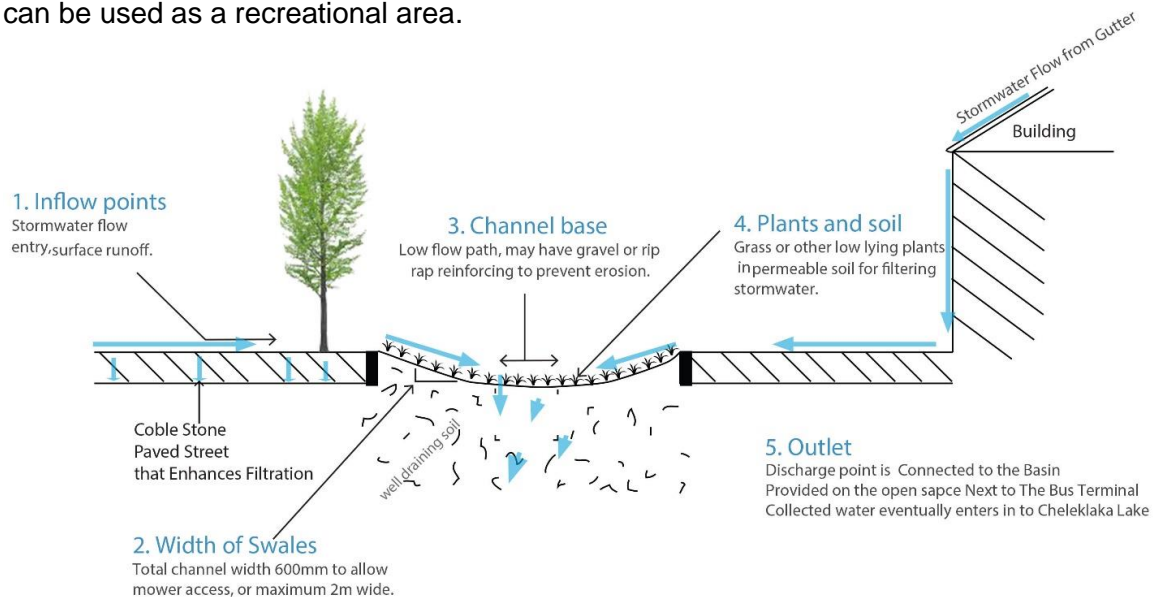 can be used as a recreational area.
Stormwater Flow from Gutter
Building
1. Inflow points
Stormwater flow
entry,surface runoff.
3. Channel base
Low flow path, may have gravel or rip
rap reinforcing to prevent erosion.
4. Plants and soil
Grass or other low lying plants
inpermeable soil for filtering
stormwater.
Coble Stone
Paved Street
that Enhances Filtration
well draining soil
5. Outlet
Discharge point is Connected to the Basin
Provided on the open sapce Next to The Bus Terminal
Collected water eventually enters in to Cheleklaka Lake
2. Width of Swales
Total channel width 600mm to allow
mower access, or maximum 2m wide.